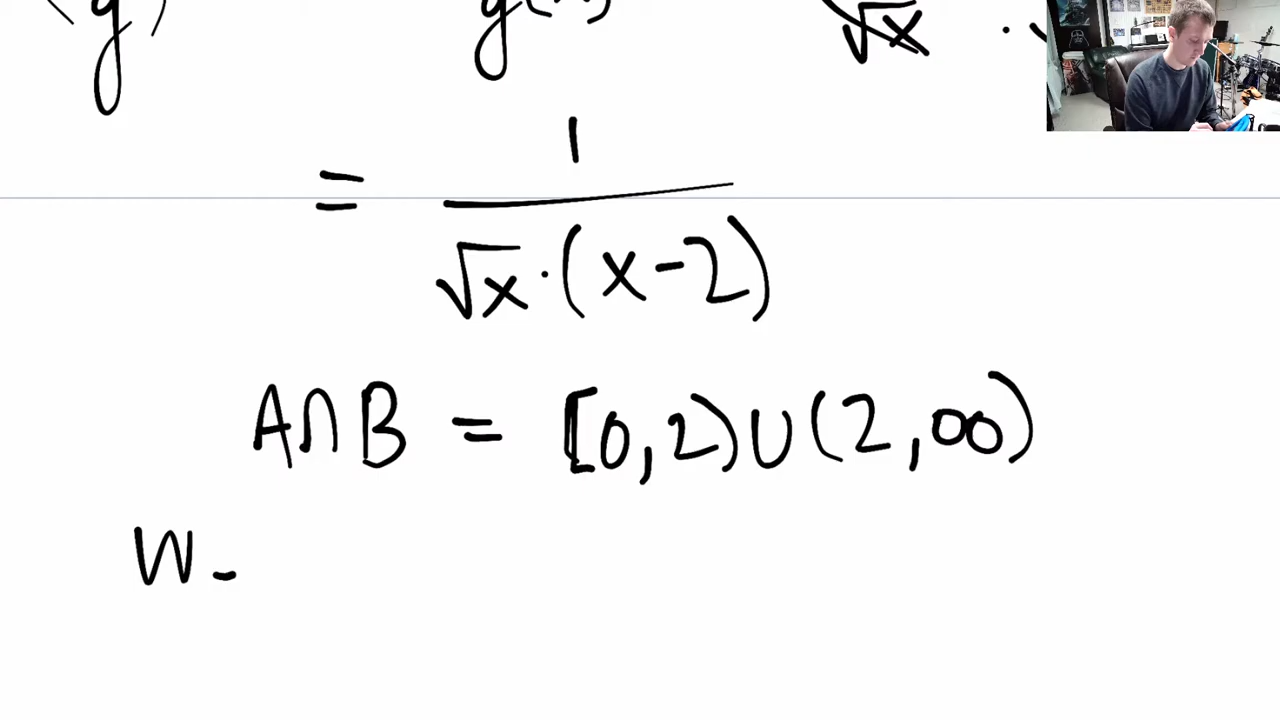 g g(x) √x ·
= 1 / √x · (x-2)
A∩B = [0,2)∪(2,∞)
W